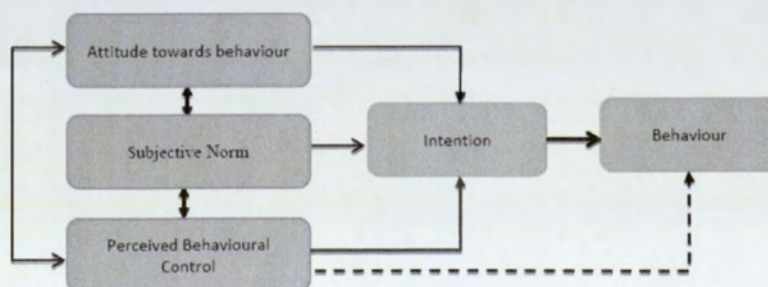 Attitude towards behaviour
Subjective Norm
Intention
Behaviour
Perceived Behavioural
Control